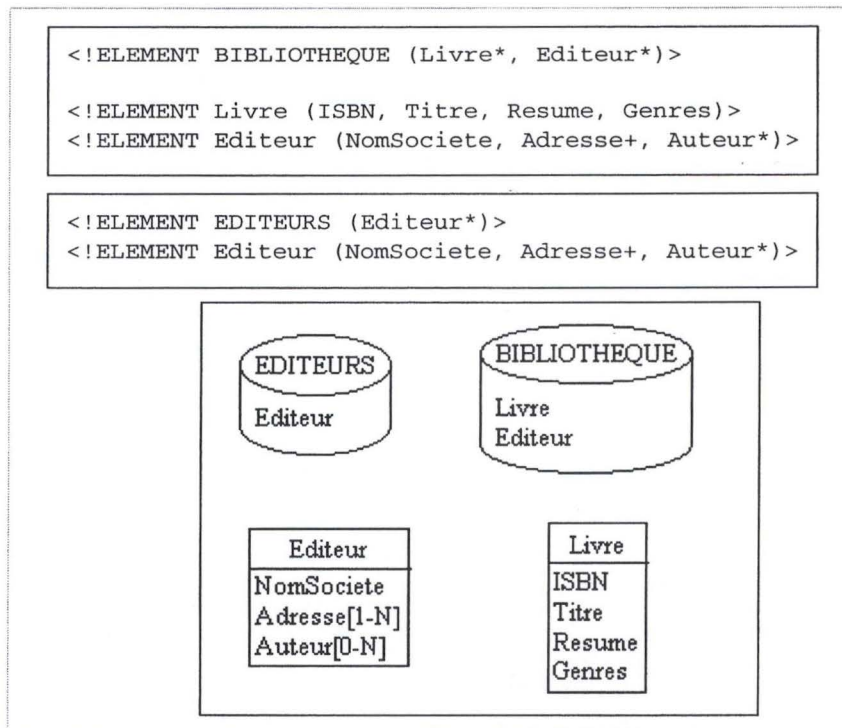 <!ELEMENT BIBLIOTHEQUE (Livre*, Editeur*)>
<!ELEMENT Livre (ISBN, Titre, Resume, Genres)>
<!ELEMENT Editeur (NomSociete, Adresse+, Auteur*)>
<!ELEMENT EDITEURS (Editeur*)>
<!ELEMENT Editeur (NomSociete, Adresse+, Auteur*)>
EDITEURS
Editeur
BIBLIOTHEQUE
Livre
Editeur
Editeur
NomSociete
Adresse[1-N]
Auteur[0-N]
Livre
ISBN
Titre
Resume
Genres